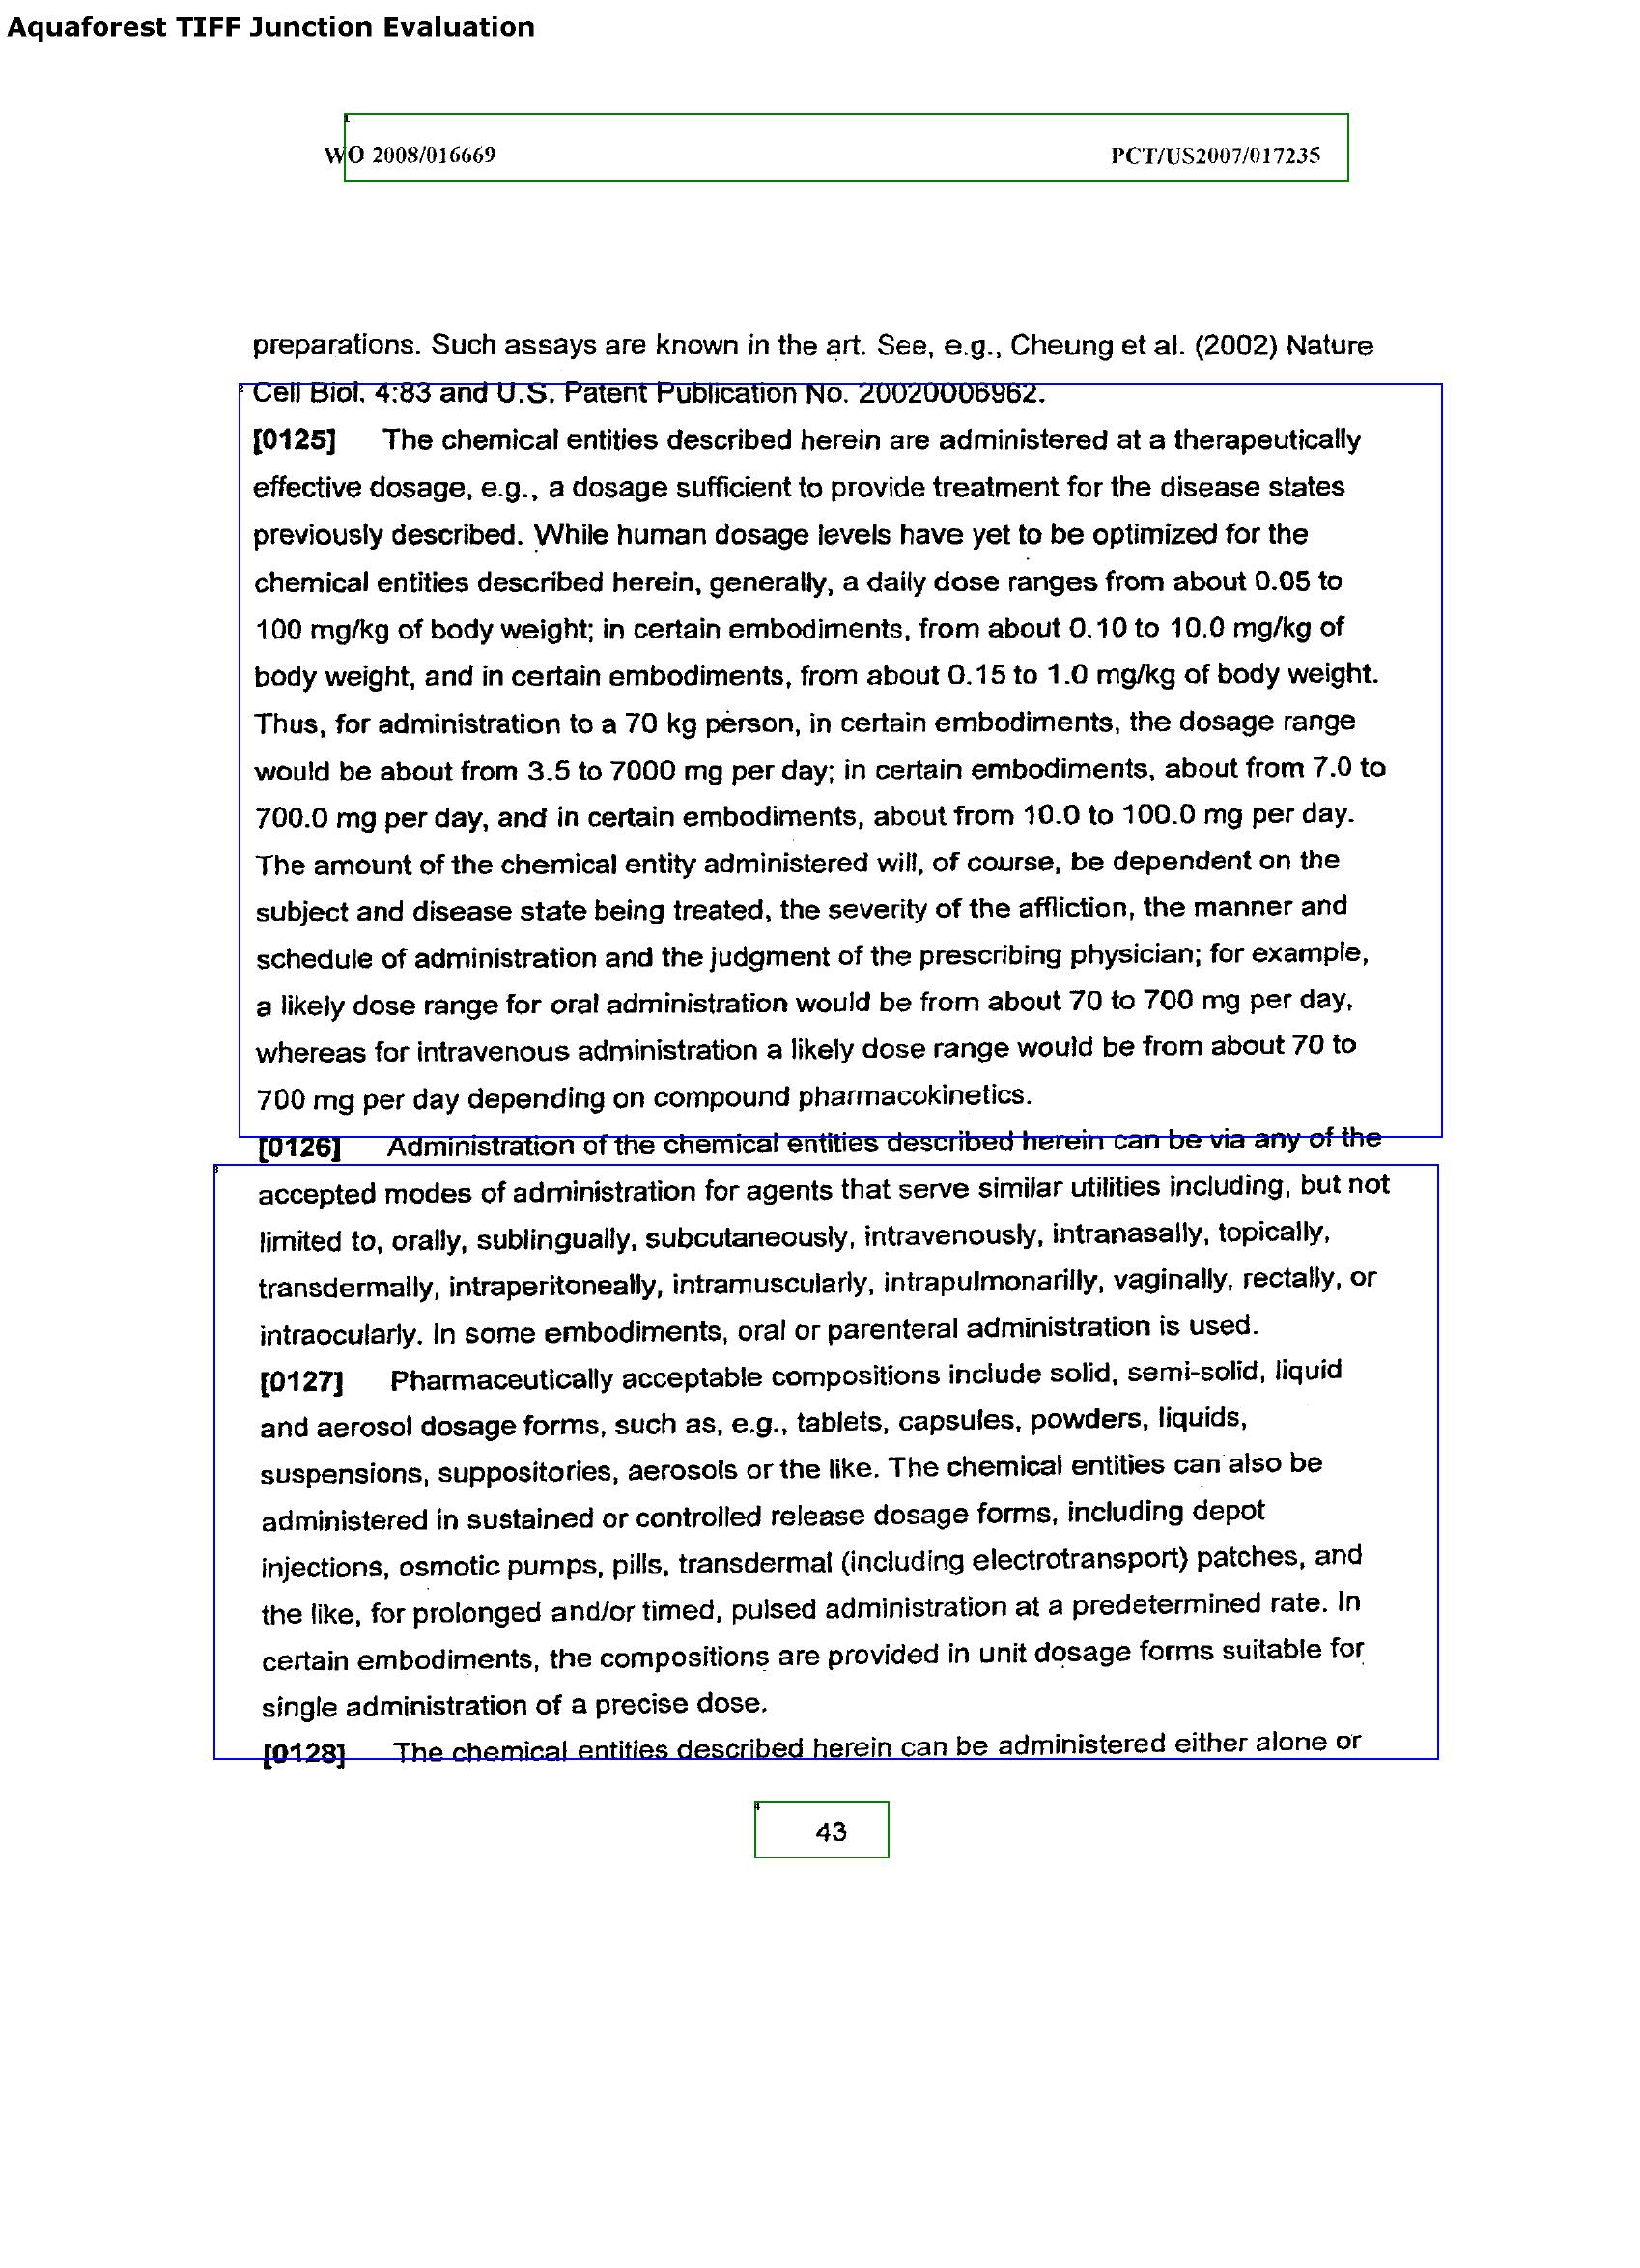 Aquaforest TIFF Junction Evaluation
WO 2008/016669 PCT/US2007/017235
preparations. Such assays are known in the art. See, e.g., Cheung et al. (2002) Nature
Cell Biol. 4:83 and U.S. Patent Publication No. 20020006962.
[0125] The chemical entities described herein are administered at a therapeutically
effective dosage, e.g., a dosage sufficient to provide treatment for the disease states
previously described. While human dosage levels have yet to be optimized for the
chemical entities described herein, generally, a daily dose ranges from about 0.05 to
100 mg/kg of body weight; in certain embodiments, from about 0.10 to 10.0 mg/kg of
body weight, and in certain embodiments, from about 0.15 to 1.0 mg/kg of body weight.
Thus, for administration to a 70 kg person, in certain embodiments, the dosage range
would be about from 3.5 to 7000 mg per day; in certain embodiments, about from 7.0 to
700.0 mg per day, and in certain embodiments, about from 10.0 to 100.0 mg per day.
The amount of the chemical entity administered will, of course, be dependent on the
subject and disease state being treated, the severity of the affliction, the manner and
schedule of administration and the judgment of the prescribing physician; for example,
a likely dose range for oral administration would be from about 70 to 700 mg per day,
whereas for intravenous administration a likely dose range would be from about 70 to
700 mg per day depending on compound pharmacokinetics.
[0126] Administration of the chemical entities described herein can be via any of the
accepted modes of administration for agents that serve similar utilities including, but not
limited to, orally, sublingually, subcutaneously, intravenously, intranasally, topically,
transdermally, intraperitoneally, intramuscularly, intrapulmonarilly, vaginally, rectally, or
intraocularly. In some embodiments, oral or parenteral administration is used.
[0127] Pharmaceutically acceptable compositions include solid, semi-solid, liquid
and aerosol dosage forms, such as, e.g., tablets, capsules, powders, liquids,
suspensions, suppositories, aerosols or the like. The chemical entities can also be
administered in sustained or controlled release dosage forms, including depot
injections, osmotic pumps, pills, transdermal (including electrotransport) patches, and
the like, for prolonged and/or timed, pulsed administration at a predetermined rate. In
certain embodiments, the compositions are provided in unit dosage forms suitable for
single administration of a precise dose.
[0128] The chemical entities described herein can be administered either alone or
43